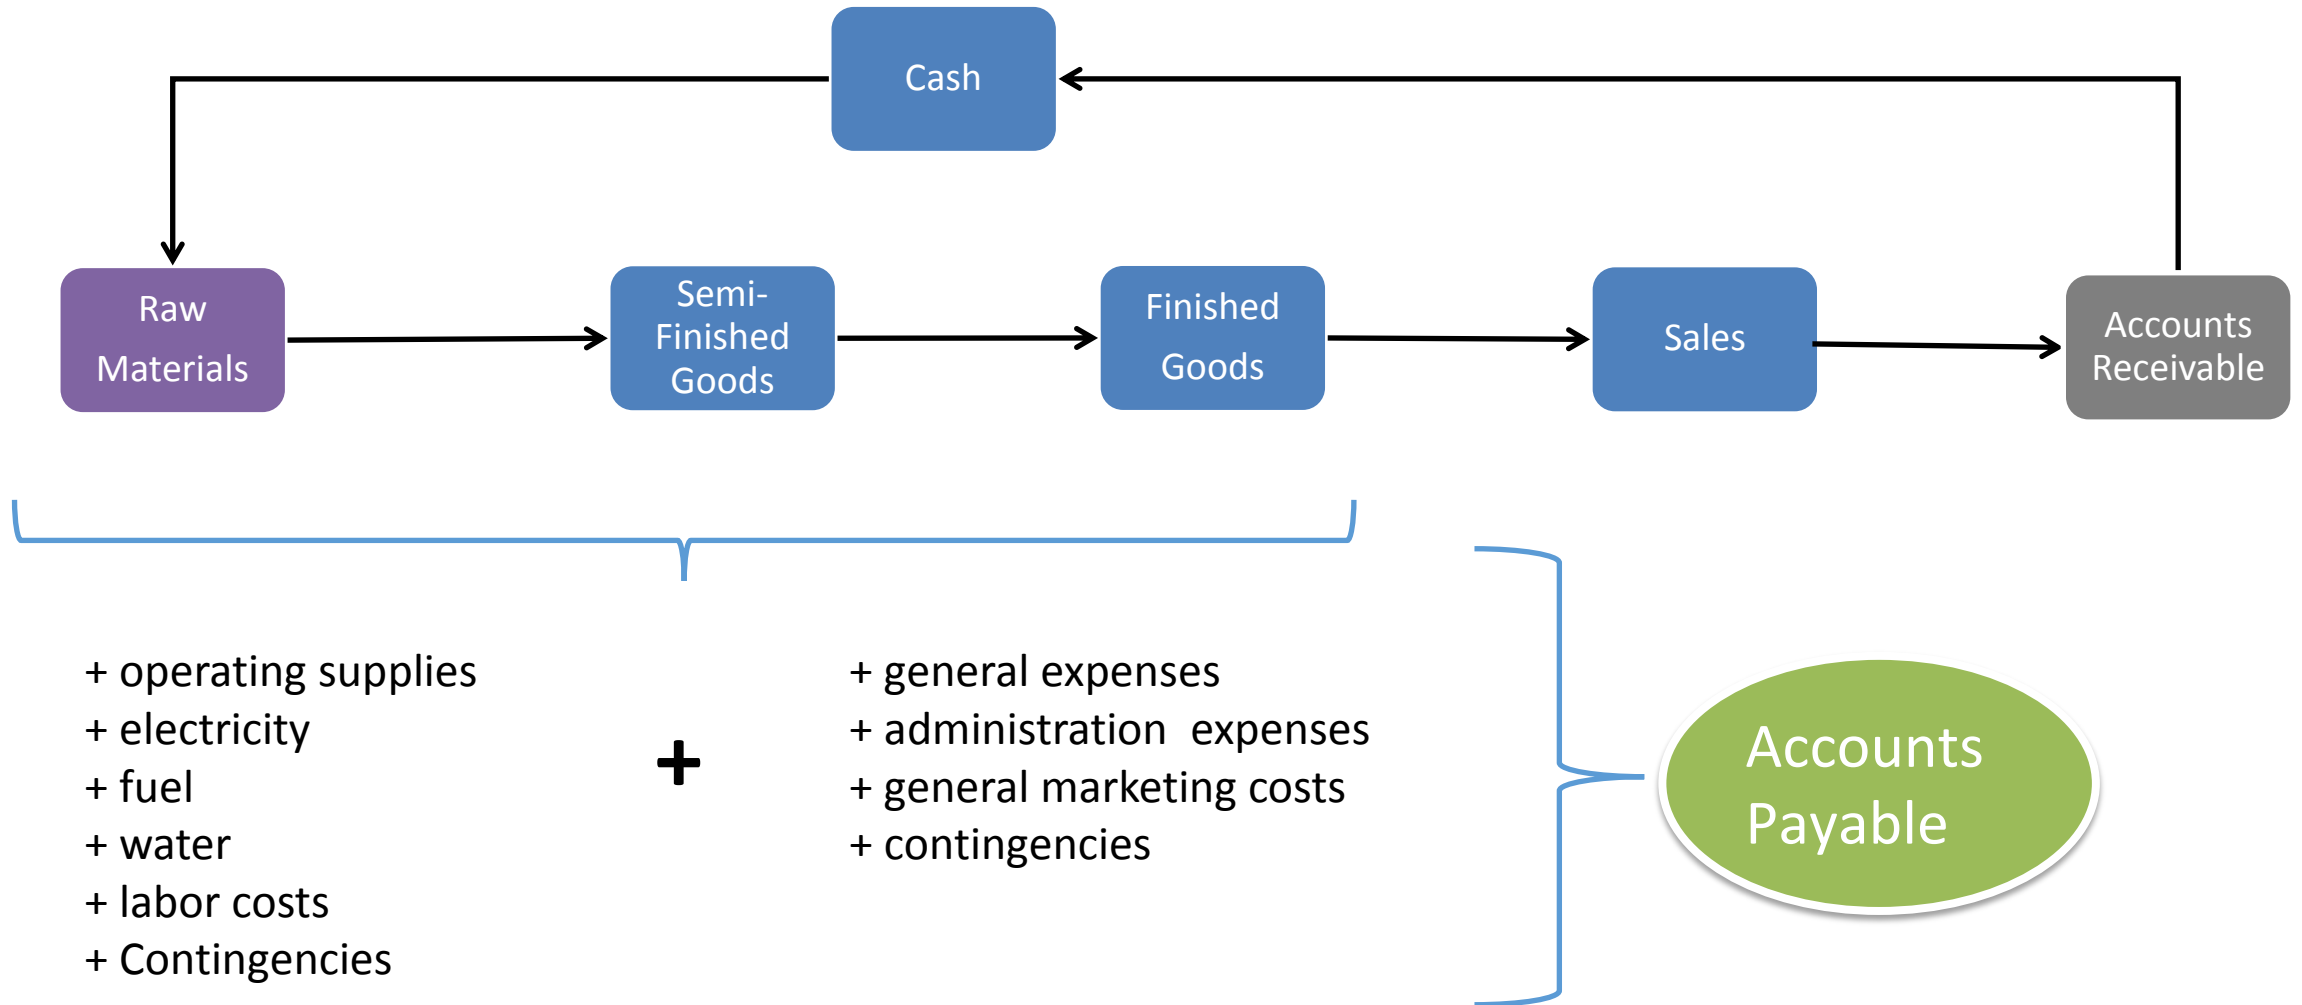 Cash
Raw
Materials
Semi-
Finished
Goods
Finished
Goods
Sales
Accounts
Receivable
+ operating supplies
+ electricity
+ fuel
+ water
+ labor costs
+ Contingencies
+
+ general expenses
+ administration  expenses
+ general marketing costs
+ contingencies
Accounts
Payable